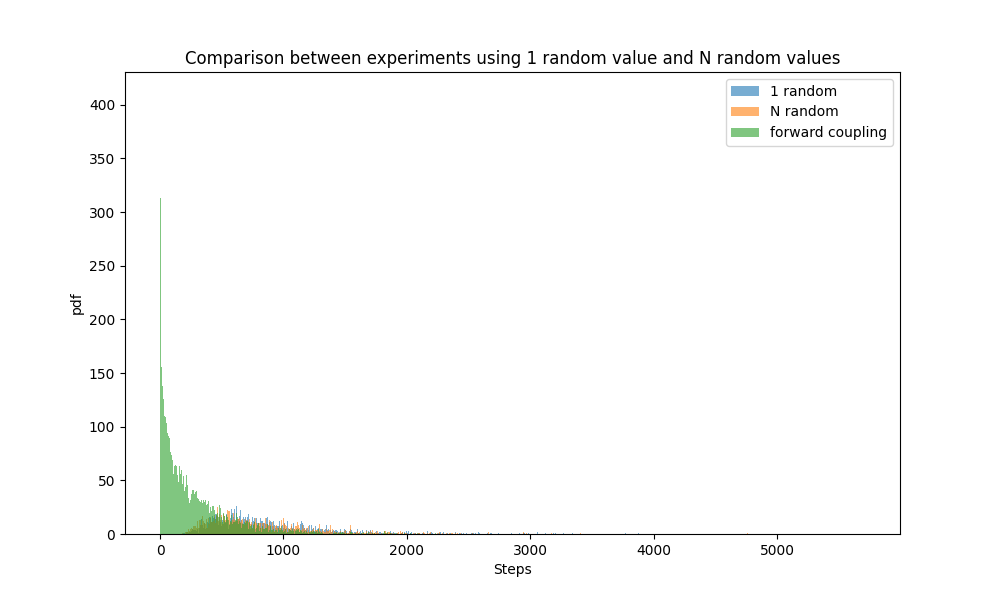 Comparison between experiments using 1 random value and N random values
1 random
N random
forward coupling
400
350
300
250
200
150
100
50
0
pdf
0 1000 2000 3000 4000 5000
Steps